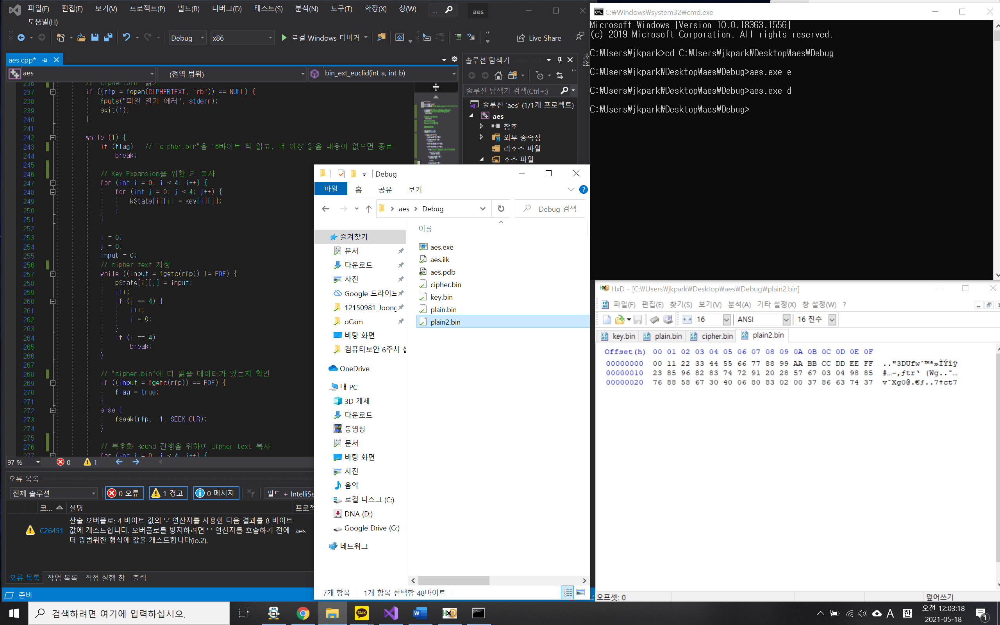 파일(F) 편집(E) 보기(V) 프로젝트(P) 빌드(B) 디버그(D) 테스트(S) 분석(N) 도구(T) 확장(X) 창(W) ... aes
도움말(H)
Debug x86 로컬 Windows 디버거 Live Share
aes.cpp*
aes (전역 범위) bin_ext_euclid(int a, int b)
236 // "cipher.bin" 읽기
237 if ((rfp = fopen(CIPHERTEXT, "rb")) == NULL) {
238 fputs("파일 열기 에러", stderr);
239 exit(1);
240 }
241
242 while (1) {
243 if (flag) // "cipher.bin"을 16바이트 씩 읽고, 더 이상 읽을 내용이 없으면 종료
244 break;
245
246 // Key Expansion을 위한 키 복사
247 for (int i = 0; i < 4; i++) {
248 for (int j = 0; j < 4; j++) {
249 kState[i][j] = key[i][j];
250 }
251 }
252
253 i = 0;
254 j = 0;
255 input = 0;
256 // cipher text 저장
257 while ((input = fgetc(rfp)) != EOF) {
258 pState[i][j] = input;
259 j++;
260 if (j == 4) {
261 i++;
262 j = 0;
263 }
264 if (i == 4)
265 break;
266 }
267
268 // "cipher.bin"에 더 읽을 데이터가 있는지 확인
269 if ((input = fgetc(rfp)) == EOF) {
270 flag = true;
271 }
272 else {
273 fseek(rfp, -1, SEEK_CUR);
274 }
275
276 // 복호화 Round 진행을 위하여 cipher text 복사
277 for (int i = 0; i < 4; i++) {
97 % 0 1
오류 목록
전체 솔루션 0 오류 1 경고 0 메시지 빌드 + IntelliSe
코... 설명 프로젝
C26451 산술 오버플로: 4 바이트 값의 '-' 연산자를 사용한 다음 결과를 8 바이트
값에 캐스트합니다. 오버플로를 방지하려면 '-' 연산자를 호출하기 전에 aes
더 광범위한 형식에 값을 캐스트합니다(io.2).
오류 목록 작업 목록 직접 실행 창 출력
준비
솔루션 탐색기
속성
솔루션 탐색기 검색(Ctrl+;)
솔루션 'aes' (1/1개 프로젝트)
aes
참조
외부 종속성
리소스 파일
소스 파일
Debug
파일 홈 공유 보기
aes Debug Debug 검색
이름
즐겨찾기
문서
다운로드
사진
Google 드라이브
12150981_Joong
oCam
바탕 화면
컴퓨터보안 6주차
OneDrive
내 PC
3D 개체
다운로드
동영상
문서
바탕 화면
사진
음악
로컬 디스크 (C:)
DNA (D:)
Google Drive (G:)
네트워크
aes.exe
aes.ilk
aes.pdb
cipher.bin
key.bin
plain.bin
plain2.bin
7개 항목 1개 항목 선택함 48바이트
C:\Windows\system32\cmd.exe
Microsoft Windows [Version 10.0.18363.1556]
(c) 2019 Microsoft Corporation. All rights reserved.
C:₩Users₩jkpark>cd C:₩Users₩jkpark₩Desktop₩aes₩Debug
C:₩Users₩jkpark₩Desktop₩aes₩Debug>aes.exe e
C:₩Users₩jkpark₩Desktop₩aes₩Debug>aes.exe d
C:₩Users₩jkpark₩Desktop₩aes₩Debug>
HxD - [C:₩Users₩jkpark₩Desktop₩aes₩Debug₩plain2.bin]
파일(F) 편집(E) 찾기(S) 보기(V) 분석(A) 기타 설정(X) 창 설정(W) ?
16 ANSI 16 진수
key.bin plain.bin cipher.bin plain2.bin
Offset(h) 00 01 02 03 04 05 06 07 08 09 0A 0B 0C 0D 0E 0F
00000000 00 11 22 33 44 55 66 77 88 99 AA BB CC DD EE FF .."3DUfwˆ™ª»ÌÝîÿ
00000010 23 85 96 82 83 74 72 91 20 28 57 67 03 04 98 85 #…–‚ƒtr‘ (Wg..˜…
00000020 76 88 58 67 30 40 06 80 83 02 00 37 86 63 74 37 vˆXg0@.€ƒ..7†ct7
오프셋: 0 덮어쓰기
검색하려면 여기에 입력하십시오.
TALK
A 한
오전 12:03:18
2021-05-18
1